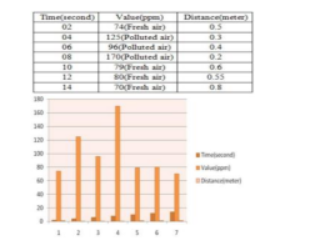 Time(second) Value(ppm) Distance(meter)
02 74(Fresh air) 0.5
04 125(Polluted air) 0.3
06 96(Polluted air) 0.4
08 170(Polluted air) 0.2
10 79(Fresh air) 0.6
12 80(Fresh air) 0.55
14 70(Fresh air) 0.8
180
160
140
120
100
80
60
40
20
0
1 2 3 4 5 6 7
Time(second)
Value(ppm)
Distance(meter)